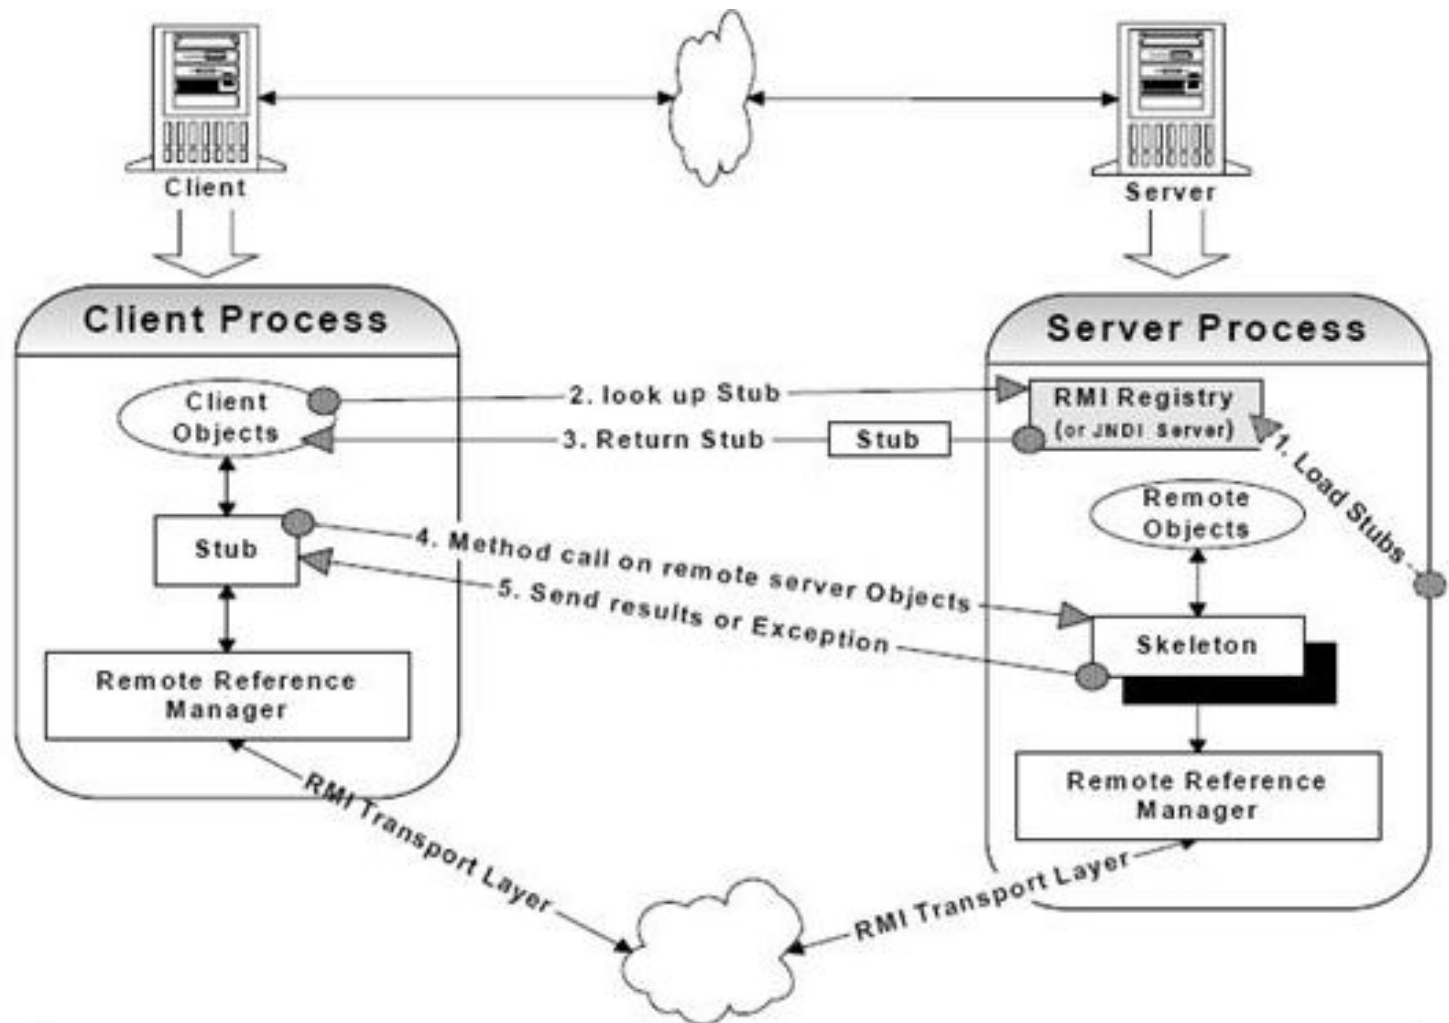 Client
Server
Client Process
Server Process
Client
Objects
2. look up Stub
RMI Registry
(or JNDI Server)
3. Return Stub
Stub
1. Load Stubs
Remote
Objects
Stub
4. Method call on remote server Objects
5. Send results or Exception
Skeleton
Remote Reference
Manager
Remote Reference
Manager
RMI Transport Layer
RMI Transport Layer